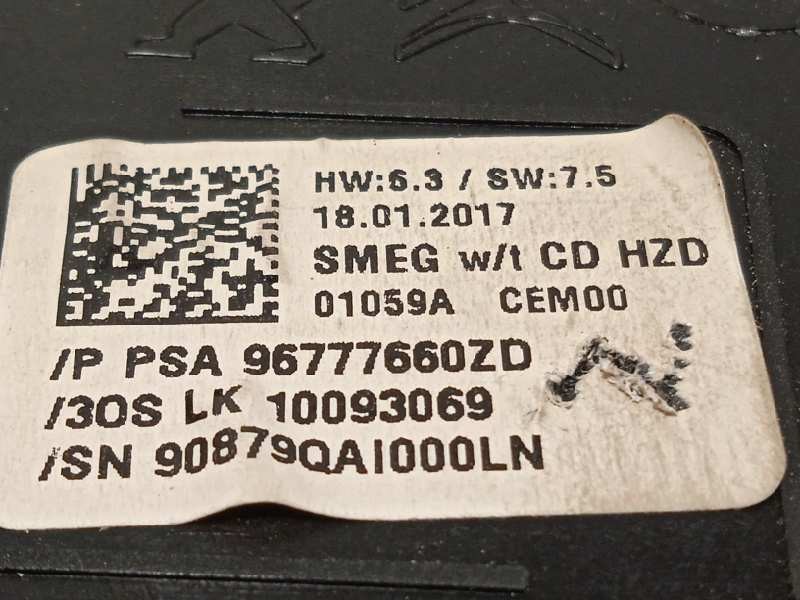 HW:6.3 / SW:7.5
18.01.2017
SMEG w/t CD HZD
01059A CEM00
/P PSA 96777660ZD
/3OS LK 10093069
/SN 90879QAI000LN